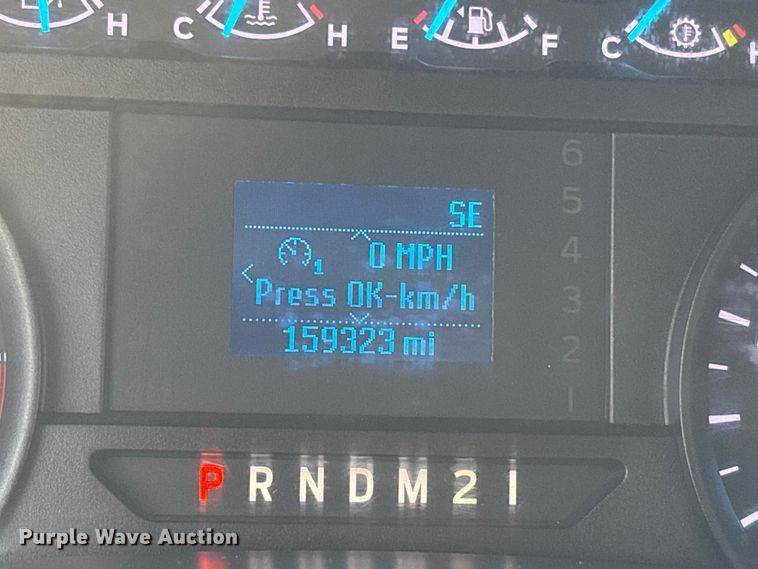 H C H E F C H
6
5
4
3
2
1
SE
0 MPH
1
Press OK-km/h
159323 mi
P R N D M 2 1
Purple Wave Auction